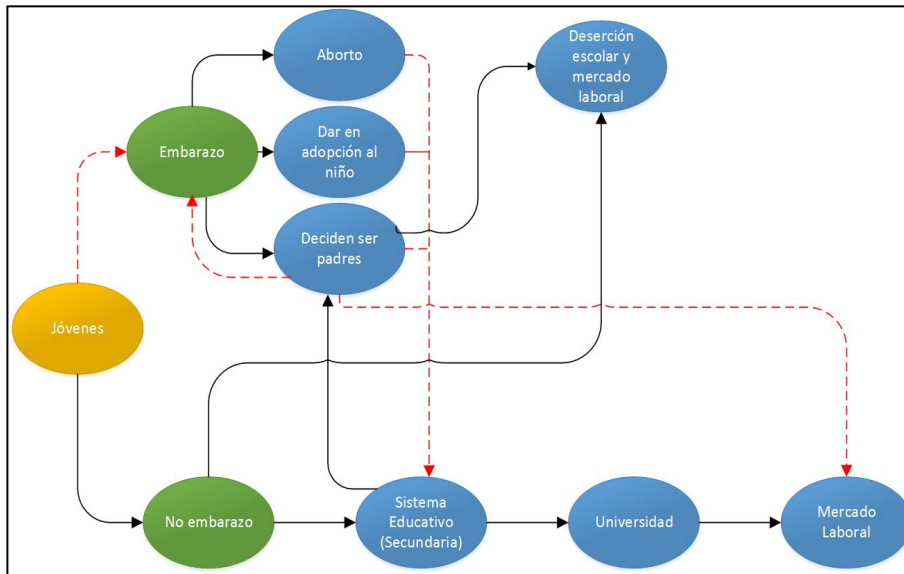 Aborto
Deserción
escolar y
mercado
laboral
Embarazo
Dar en
adopción al
niño
Deciden ser
padres
Jóvenes
No embarazo
Sistema
Educativo
(Secundaria)
Universidad
Mercado
Laboral